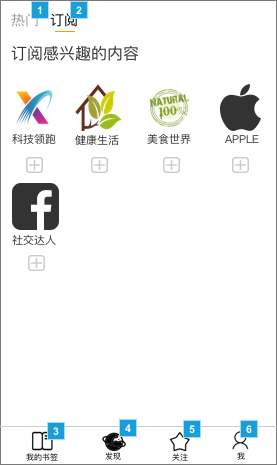 热门 1 订阅 2
订阅感兴趣的内容
NATURAL
100%
科技领跑 健康生活 美食世界 APPLE
社交达人
3 4 5 6
我的书签 发现 关注 我